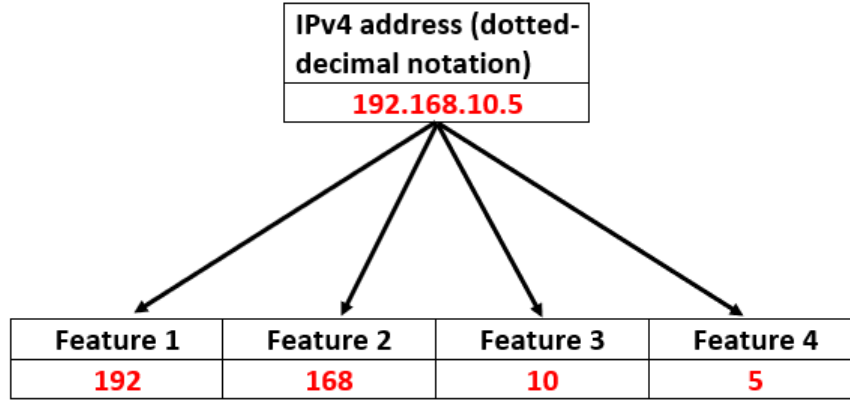 IPv4 address (dotted-
decimal notation)
192.168.10.5
Feature 1 Feature 2 Feature 3 Feature 4
192 168 10 5